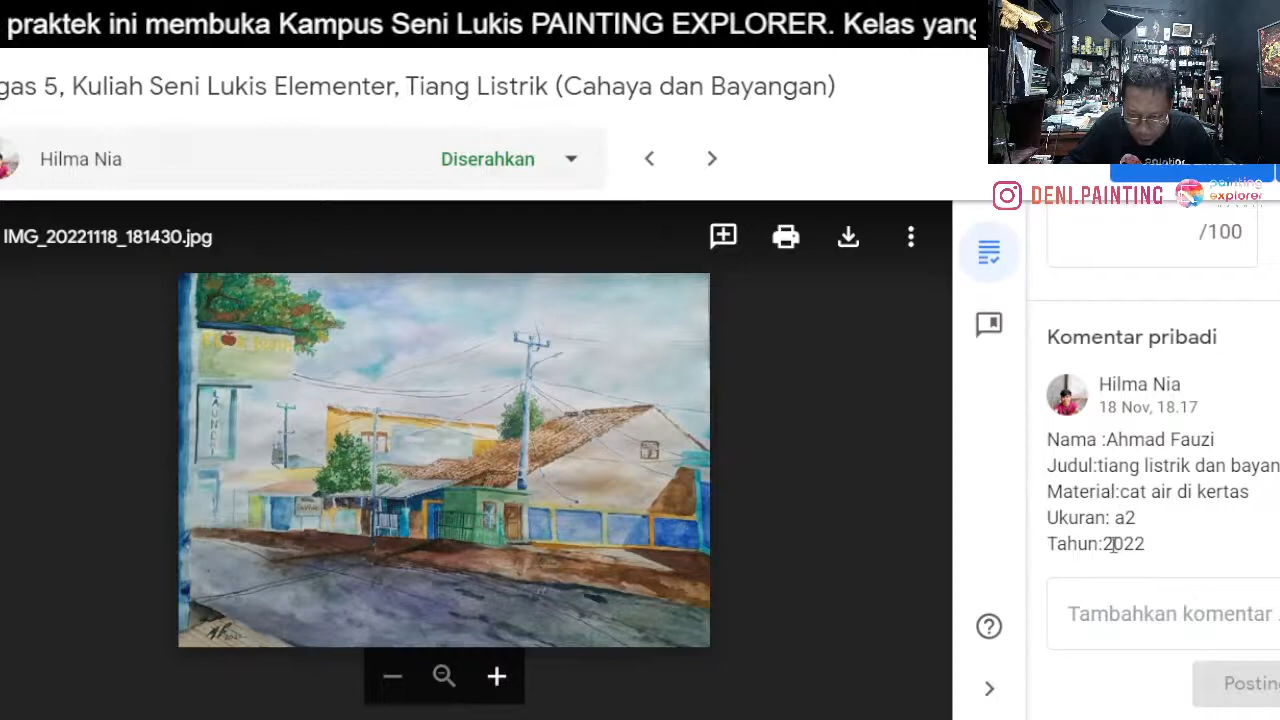 praktek ini membuka Kampus Seni Lukis PAINTING EXPLORER. Kelas yang
gas 5, Kuliah Seni Lukis Elementer, Tiang Listrik (Cahaya dan Bayangan)
Hilma Nia
Diserahkan
DENI.PAINTING
painting
explorer
IMG_20221118_181430.jpg
/100
LAUNDRY
Komentar pribadi
Hilma Nia
18 Nov, 18.17
Nama :Ahmad Fauzi
Judul:tiang listrik dan bayan
Material:cat air di kertas
Ukuran: a2
Tahun:2022
Tambahkan komentar
Posting